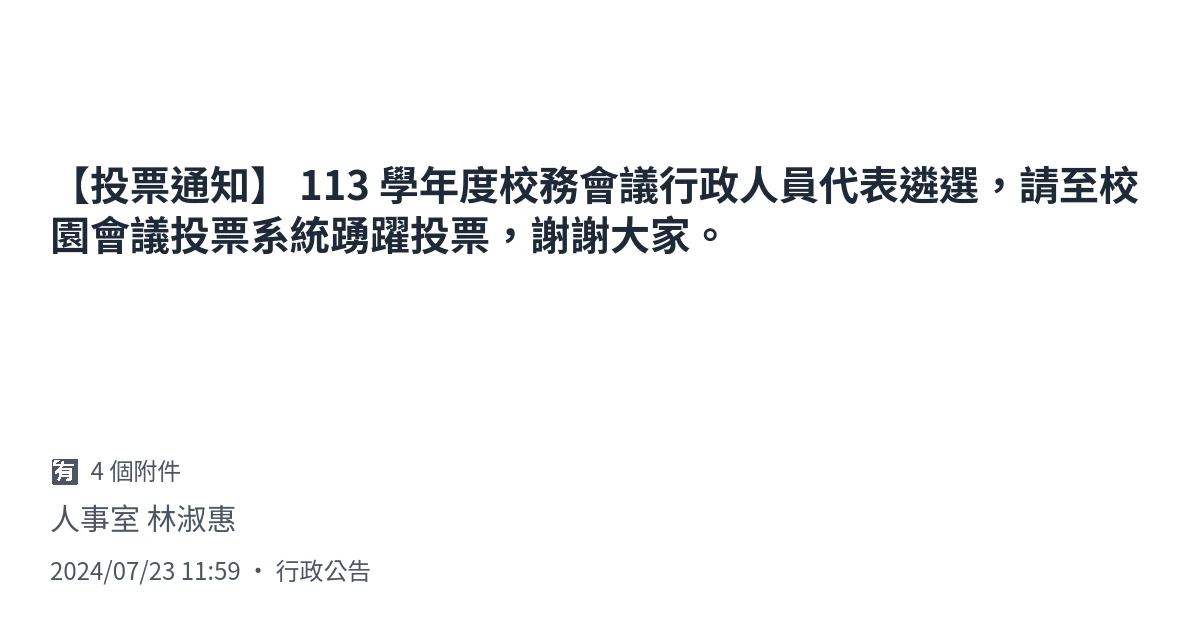 【投票通知】 113 學年度校務會議行政人員代表遴選，請至校
園會議投票系統踴躍投票，謝謝大家。
🈶 4 個附件
人事室 林淑惠
2024/07/23 11:59 ・ 行政公告